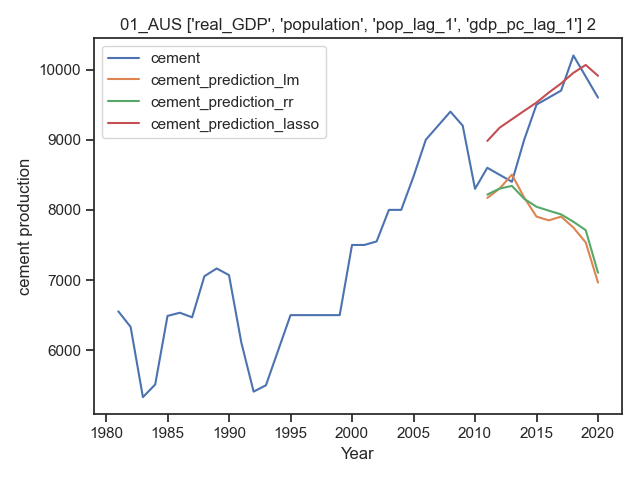 01_AUS ['real_GDP', 'population', 'pop_lag_1', 'gdp_pc_lag_1'] 2
cement
cement_prediction_lm
cement_prediction_rr
cement_prediction_lasso
10000
9000
8000
7000
6000
cement production
1980 1985 1990 1995 2000 2005 2010 2015 2020
Year